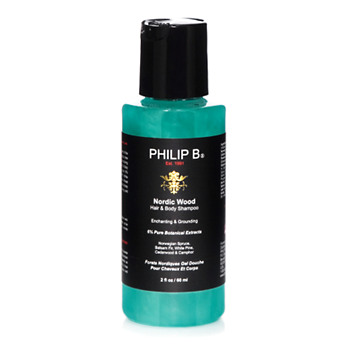 PHILIP B®
Est. 1991
Nordic Wood
Hair & Body Shampoo
Enchanting & Grounding
6% Pure Botanical Extracts
Norwegian Spruce,
Balsam Fir, White Pine,
Cedarwood & Camphor
Forets Nordiques Gel Douche
Pour Cheveux Et Corps
2 fl oz / 60 ml